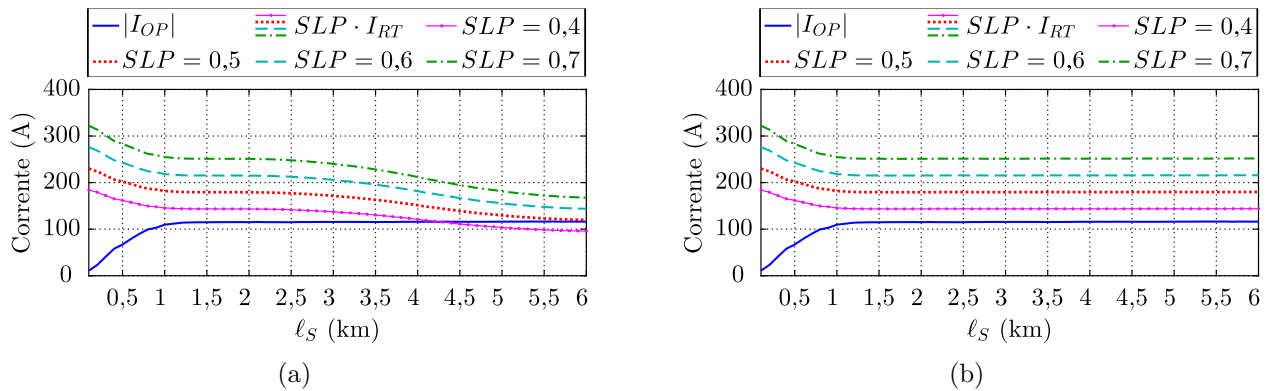 |I_OP| SLP · I_RT SLP = 0,4
SLP = 0,5 SLP = 0,6 SLP = 0,7
400
300
200
100
0
Corrente (A)
0,5 1 1,5 2 2,5 3 3,5 4 4,5 5 5,5 6
ℓ_S (km)
(a)
|I_OP| SLP · I_RT SLP = 0,4
SLP = 0,5 SLP = 0,6 SLP = 0,7
400
300
200
100
0
Corrente (A)
0,5 1 1,5 2 2,5 3 3,5 4 4,5 5 5,5 6
ℓ_S (km)
(b)